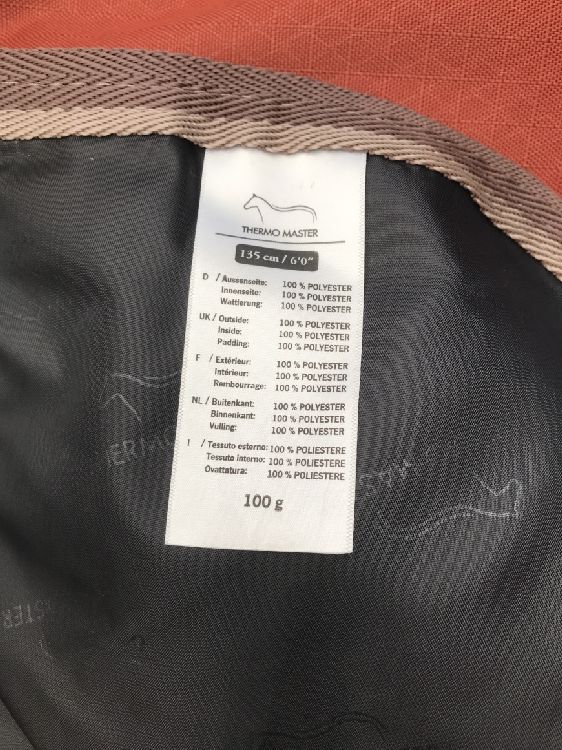 THERMO MASTER
135 cm / 6'0"
D / Aussenseite: 100 % POLYESTER
Innenseite: 100 % POLYESTER
Wattierung: 100 % POLYESTER
UK / Outside: 100 % POLYESTER
Inside: 100 % POLYESTER
Padding: 100 % POLYESTER
F / Extérieur: 100 % POLYESTER
Intérieur: 100 % POLYESTER
Rembourrage: 100 % POLYESTER
NL / Buitenkant: 100 % POLYESTER
Binnenkant: 100 % POLYESTER
Vulling: 100 % POLYESTER
I / Tessuto esterno: 100 % POLIESTERE
Tessuto interno: 100 % POLIESTERE
Ovattatura: 100 % POLIESTERE
100 g